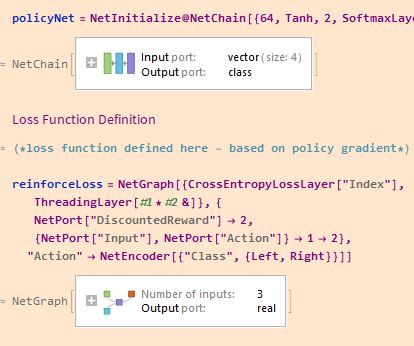 policyNet = NetInitialize@NetChain[{64, Tanh, 2, SoftmaxLaye
= NetChain[ Input port: vector (size: 4)
Output port: class ]
Loss Function Definition
= (*loss function defined here – based on policy gradient*)
reinforceLoss = NetGraph[{CrossEntropyLossLayer["Index"],
ThreadingLayer[#1 * #2 &]}, {
NetPort["DiscountedReward"] → 2,
{NetPort["Input"], NetPort["Action"]} → 1 → 2},
"Action" → NetEncoder[{"Class", {Left, Right}}]]
= NetGraph[ Number of inputs: 3
Output port: real ]